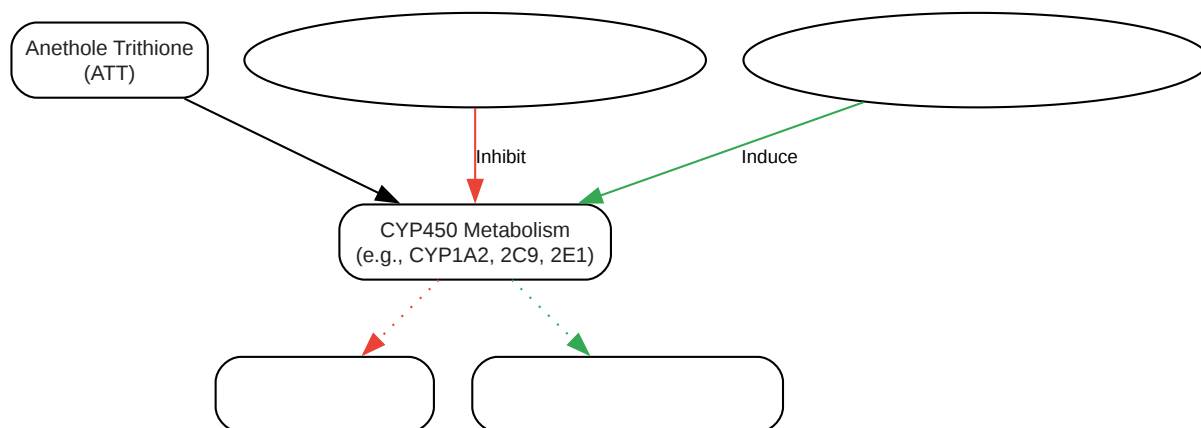 Anethole Trithione
(ATT)
Inhibit
Induce
CYP450 Metabolism
(e.g., CYP1A2, 2C9, 2E1)